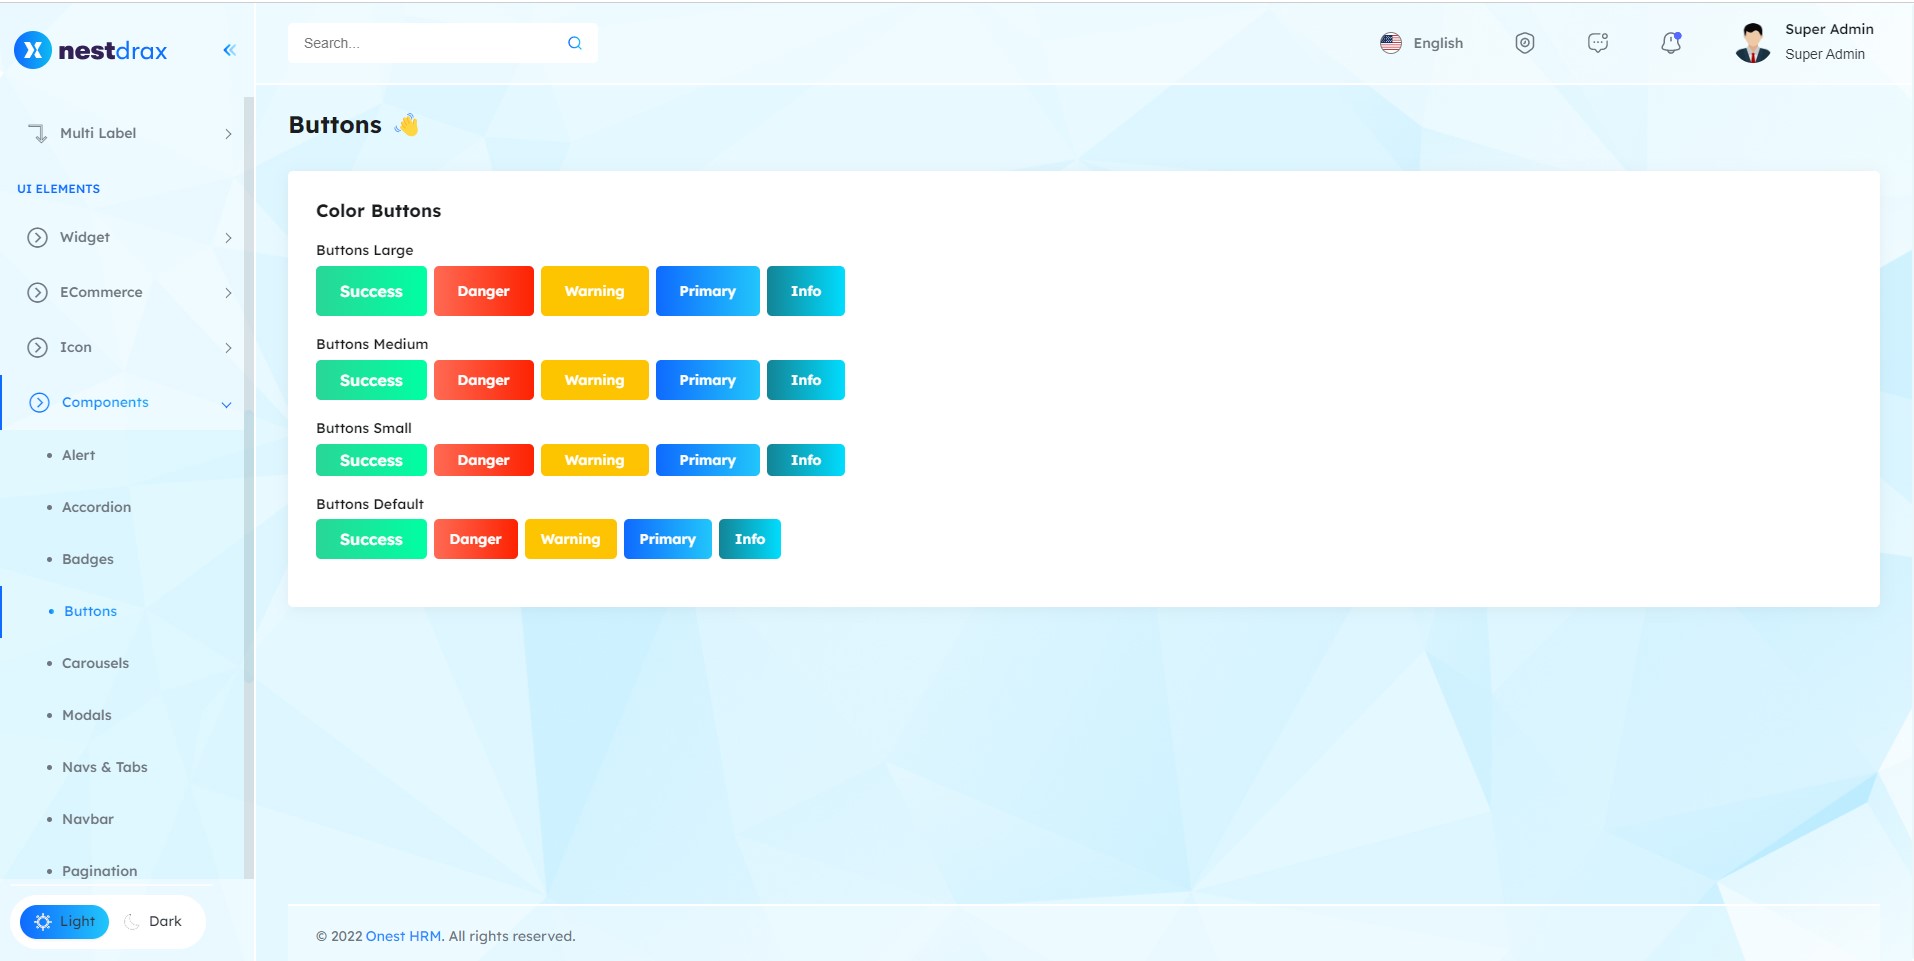 nestdrax
Search...
English
Super Admin
Super Admin
Multi Label
UI ELEMENTS
Widget
ECommerce
Icon
Components
Alert
Accordion
Badges
Buttons
Carousels
Modals
Navs & Tabs
Navbar
Pagination
Light Dark
Buttons
Color Buttons
Buttons Large
Success Danger Warning Primary Info
Buttons Medium
Success Danger Warning Primary Info
Buttons Small
Success Danger Warning Primary Info
Buttons Default
Success Danger Warning Primary Info
© 2022 Onest HRM. All rights reserved.